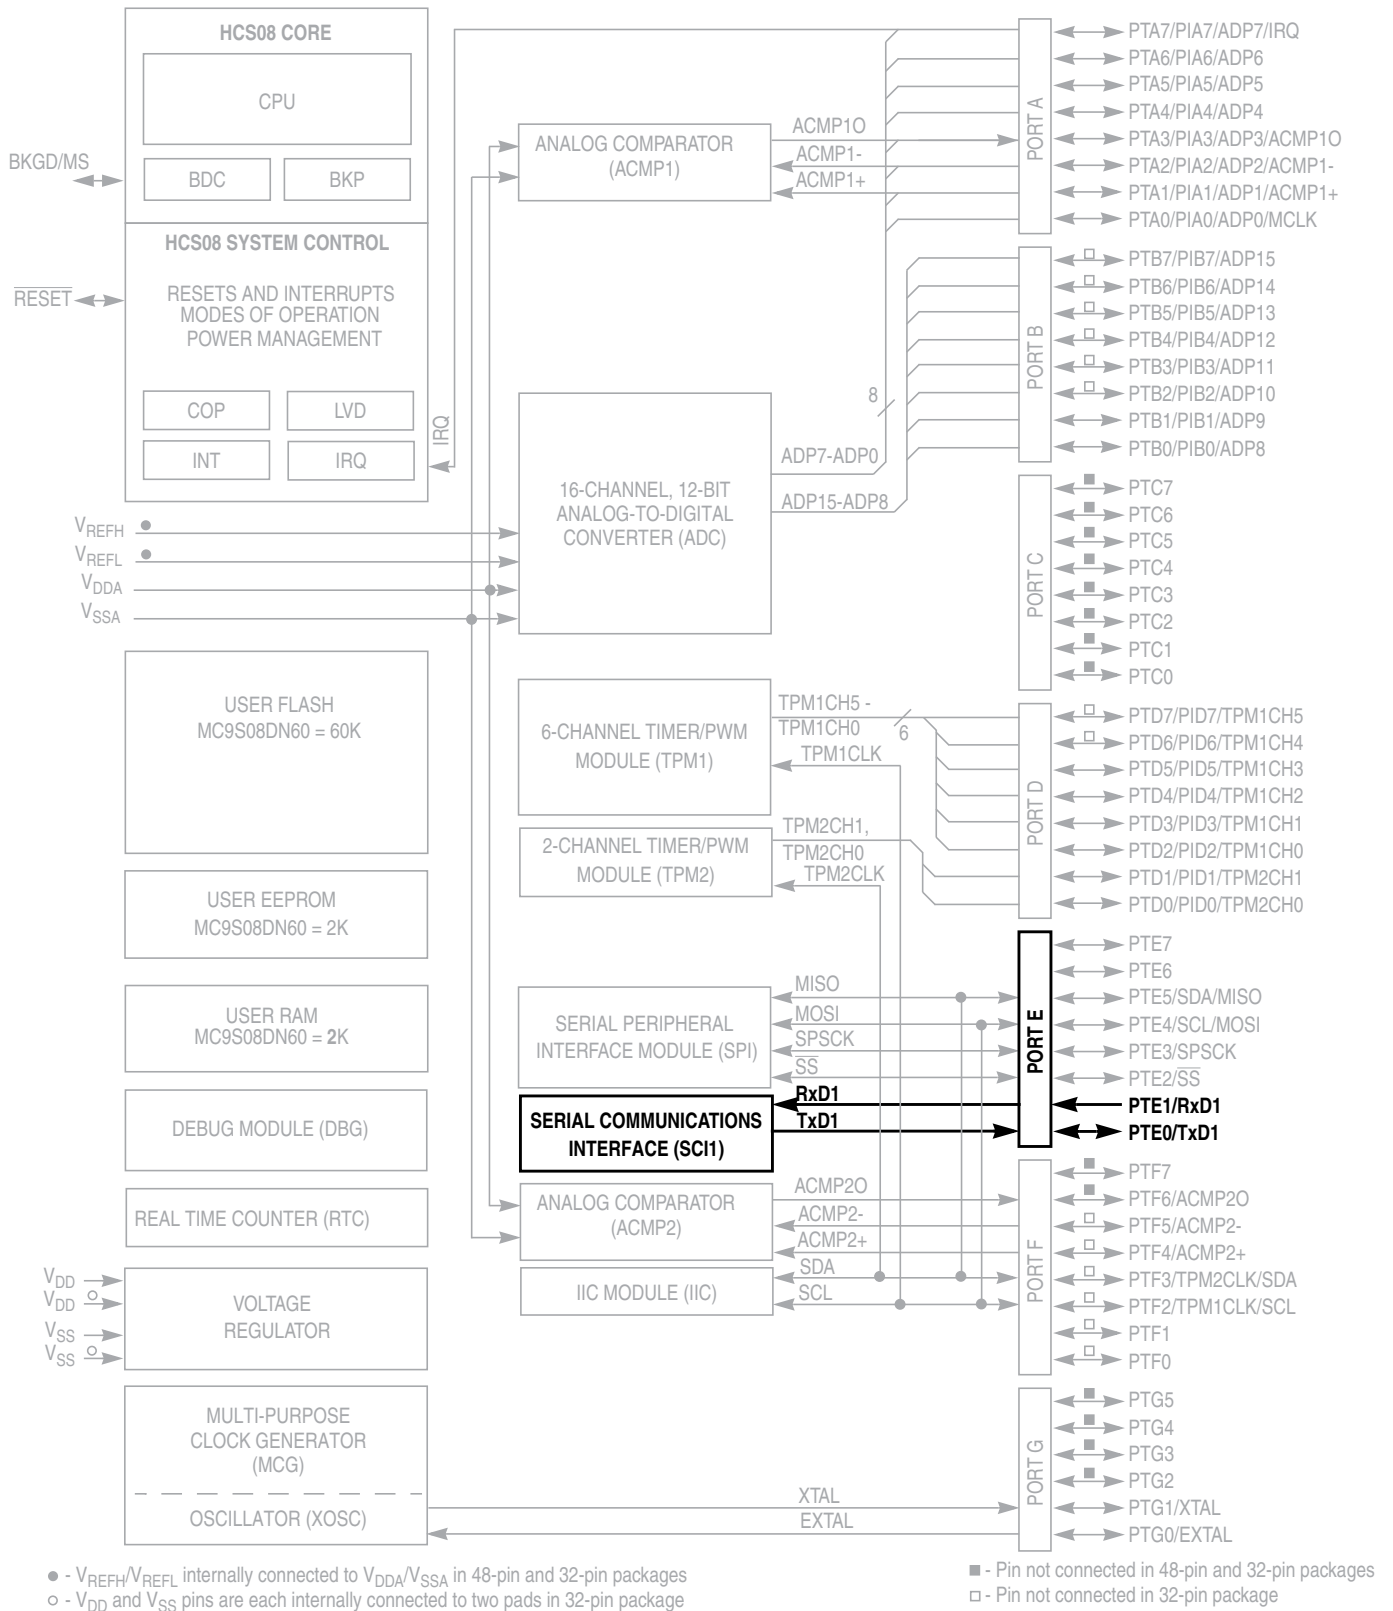 HCS08 CORE
CPU
BDC
BKP
BKGD/MS
HCS08 SYSTEM CONTROL
RESETS AND INTERRUPTS
MODES OF OPERATION
POWER MANAGEMENT
RESET
COP
LVD
INT
IRQ
IRQ
VREFH
VREFL
VDDA
VSSA
USER FLASH
MC9S08DN60 = 60K
USER EEPROM
MC9S08DN60 = 2K
USER RAM
MC9S08DN60 = 2K
DEBUG MODULE (DBG)
REAL TIME COUNTER (RTC)
VDD
VDD
VSS
VSS
VOLTAGE
REGULATOR
MULTI-PURPOSE
CLOCK GENERATOR
(MCG)
OSCILLATOR (XOSC)
ANALOG COMPARATOR
(ACMP1)
ACMP1O
ACMP1-
ACMP1+
16-CHANNEL, 12-BIT
ANALOG-TO-DIGITAL
CONVERTER (ADC)
8
ADP7-ADP0
ADP15-ADP8
6-CHANNEL TIMER/PWM
MODULE (TPM1)
TPM1CH5 -
TPM1CH0
6
TPM1CLK
2-CHANNEL TIMER/PWM
MODULE (TPM2)
TPM2CH1,
TPM2CH0
TPM2CLK
SERIAL PERIPHERAL
INTERFACE MODULE (SPI)
MISO
MOSI
SPSCK
SS
SERIAL COMMUNICATIONS
INTERFACE (SCI1)
RxD1
TxD1
ANALOG COMPARATOR
(ACMP2)
ACMP2O
ACMP2-
ACMP2+
IIC MODULE (IIC)
SDA
SCL
XTAL
EXTAL
PORT A
PTA7/PIA7/ADP7/IRQ
PTA6/PIA6/ADP6
PTA5/PIA5/ADP5
PTA4/PIA4/ADP4
PTA3/PIA3/ADP3/ACMP1O
PTA2/PIA2/ADP2/ACMP1-
PTA1/PIA1/ADP1/ACMP1+
PTA0/PIA0/ADP0/MCLK
PORT B
PTB7/PIB7/ADP15
PTB6/PIB6/ADP14
PTB5/PIB5/ADP13
PTB4/PIB4/ADP12
PTB3/PIB3/ADP11
PTB2/PIB2/ADP10
PTB1/PIB1/ADP9
PTB0/PIB0/ADP8
PORT C
PTC7
PTC6
PTC5
PTC4
PTC3
PTC2
PTC1
PTC0
PORT D
PTD7/PID7/TPM1CH5
PTD6/PID6/TPM1CH4
PTD5/PID5/TPM1CH3
PTD4/PID4/TPM1CH2
PTD3/PID3/TPM1CH1
PTD2/PID2/TPM1CH0
PTD1/PID1/TPM2CH1
PTD0/PID0/TPM2CH0
PORT E
PTE7
PTE6
PTE5/SDA/MISO
PTE4/SCL/MOSI
PTE3/SPSCK
PTE2/SS
PTE1/RxD1
PTE0/TxD1
PORT F
PTF7
PTF6/ACMP2O
PTF5/ACMP2-
PTF4/ACMP2+
PTF3/TPM2CLK/SDA
PTF2/TPM1CLK/SCL
PTF1
PTF0
PORT G
PTG5
PTG4
PTG3
PTG2
PTG1/XTAL
PTG0/EXTAL
● - VREFH/VREFL internally connected to VDDA/VSSA in 48-pin and 32-pin packages
○ - VDD and VSS pins are each internally connected to two pads in 32-pin package
■ - Pin not connected in 48-pin and 32-pin packages
□ - Pin not connected in 32-pin package